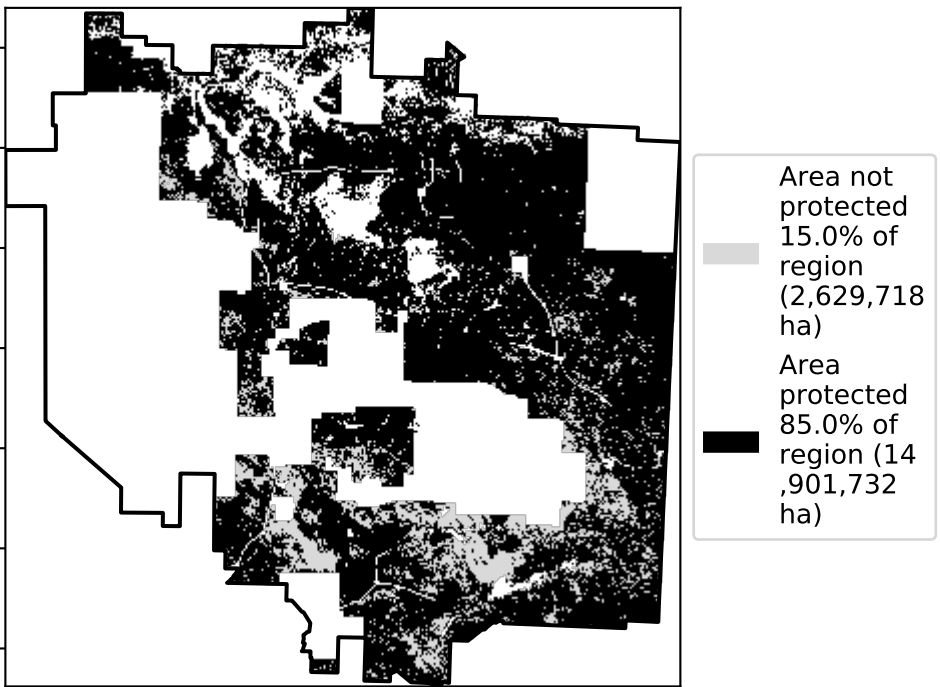 Area not
protected
15.0% of
region
(2,629,718
ha)
Area
protected
85.0% of
region (14
,901,732
ha)